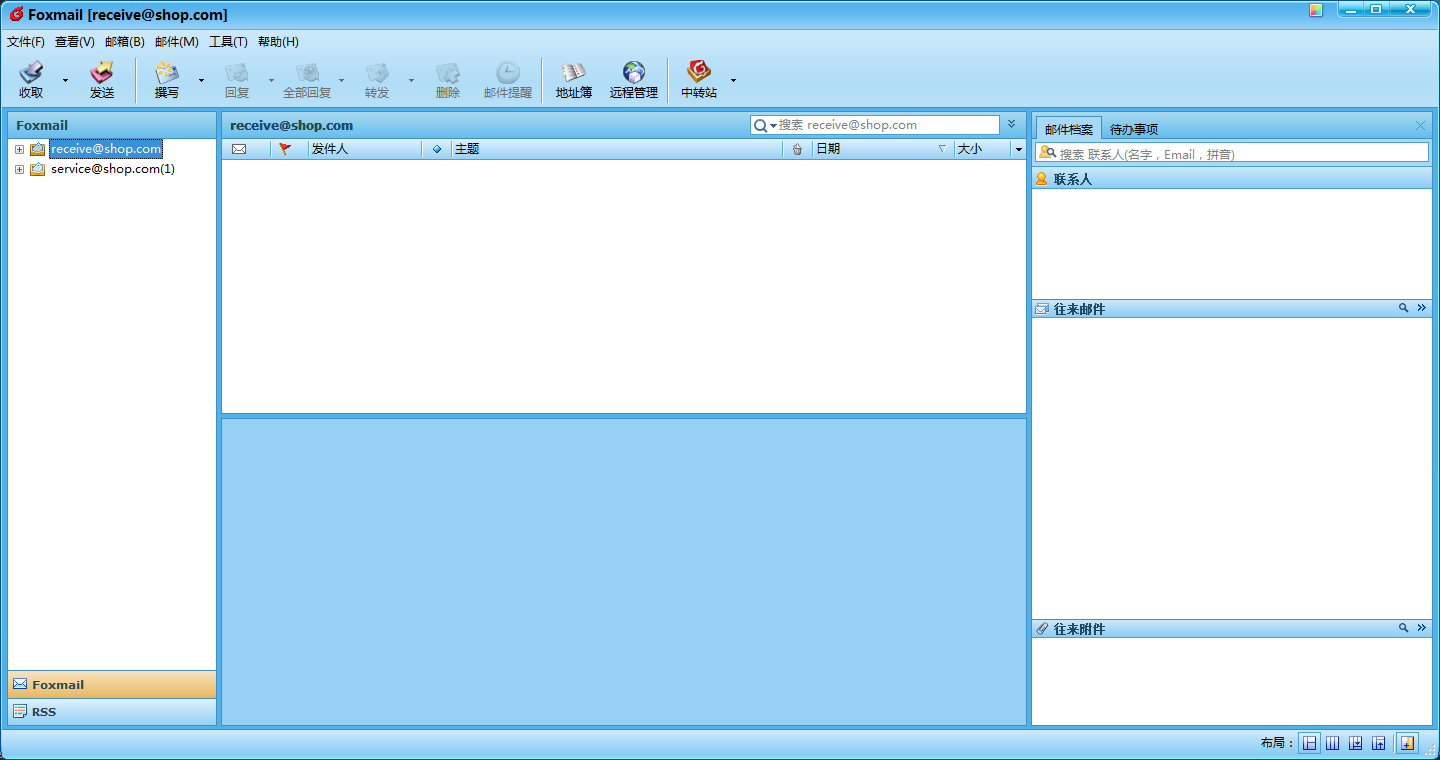 Foxmail [receive@shop.com]
文件(F) 查看(V) 邮箱(B) 邮件(M) 工具(T) 帮助(H)
收取 发送 撰写 回复 全部回复 转发 删除 邮件提醒 地址簿 远程管理 中转站
Foxmail
receive@shop.com
service@shop.com(1)
Foxmail
RSS
receive@shop.com 搜索 receive@shop.com
发件人 主题 日期 大小
邮件档案 待办事项
搜索 联系人(名字，Email，拼音)
联系人
往来邮件
往来附件
布局：